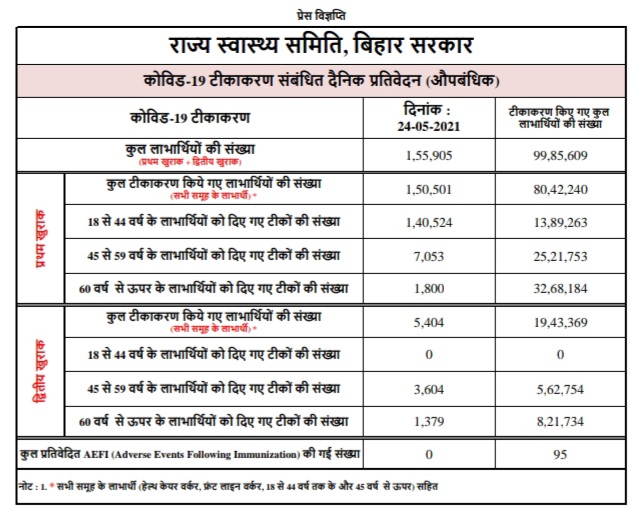 प्रेस विज्ञप्ति
राज्य स्वास्थ्य समिति, बिहार सरकार
कोविड-19 टीकाकरण संबंधित दैनिक प्रतिवेदन (औपबंधिक)
कोविड-19 टीकाकरण
दिनांक :
24-05-2021
टीकाकरण किए गए कुल
लाभार्थियों की संख्या
कुल लाभार्थियों की संख्या
(प्रथम खुराक + द्वितीय खुराक)
1,55,905
99,85,609
प्रथम खुराक
कुल टीकाकरण किये गए लाभार्थियों की संख्या
(सभी समूह के लाभार्थी) *
1,50,501
80,42,240
18 से 44 वर्ष के लाभार्थियों को दिए गए टीकों की संख्या
1,40,524
13,89,263
45 से 59 वर्ष के लाभार्थियों को दिए गए टीकों की संख्या
7,053
25,21,753
60 वर्ष से ऊपर के लाभार्थियों को दिए गए टीकों की संख्या
1,800
32,68,184
द्वितीय खुराक
कुल टीकाकरण किये गए लाभार्थियों की संख्या
(सभी समूह के लाभार्थी) *
5,404
19,43,369
18 से 44 वर्ष के लाभार्थियों को दिए गए टीकों की संख्या
0
0
45 से 59 वर्ष के लाभार्थियों को दिए गए टीकों की संख्या
3,604
5,62,754
60 वर्ष से ऊपर के लाभार्थियों को दिए गए टीकों की संख्या
1,379
8,21,734
कुल प्रतिवेदित AEFI (Adverse Events Following Immunization) की गई संख्या
0
95
नोट : 1. * सभी समूह के लाभार्थी (हेल्थ केयर वर्कर, फ्रंट लाइन वर्कर, 18 से 44 वर्ष तक के और 45 वर्ष से ऊपर) सहित